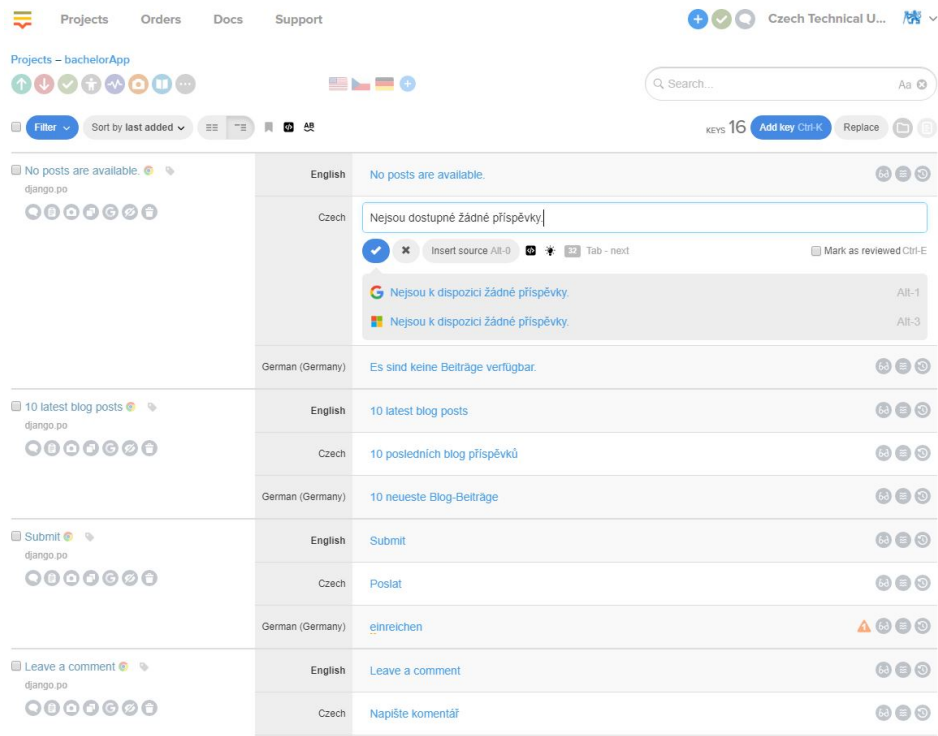 Projects Orders Docs Support Czech Technical U...
Projects – bachelorApp
Search... Aa
Filter Sort by last added AB KEYS 16 Add key Ctrl-K Replace
No posts are available. English No posts are available.
django.po
Czech Nejsou dostupné žádné příspěvky.
Insert source Alt-0 32 Tab - next Mark as reviewed Ctrl-E
G Nejsou k dispozici žádné příspěvky. Alt-1
Nejsou k dispozici žádné příspěvky. Alt-3
German (Germany) Es sind keine Beiträge verfügbar.
10 latest blog posts English 10 latest blog posts
django.po
Czech 10 posledních blog příspěvků
German (Germany) 10 neueste Blog-Beiträge
Submit English Submit
django.po
Czech Poslat
German (Germany) einreichen
Leave a comment English Leave a comment
django.po
Czech Napište komentář